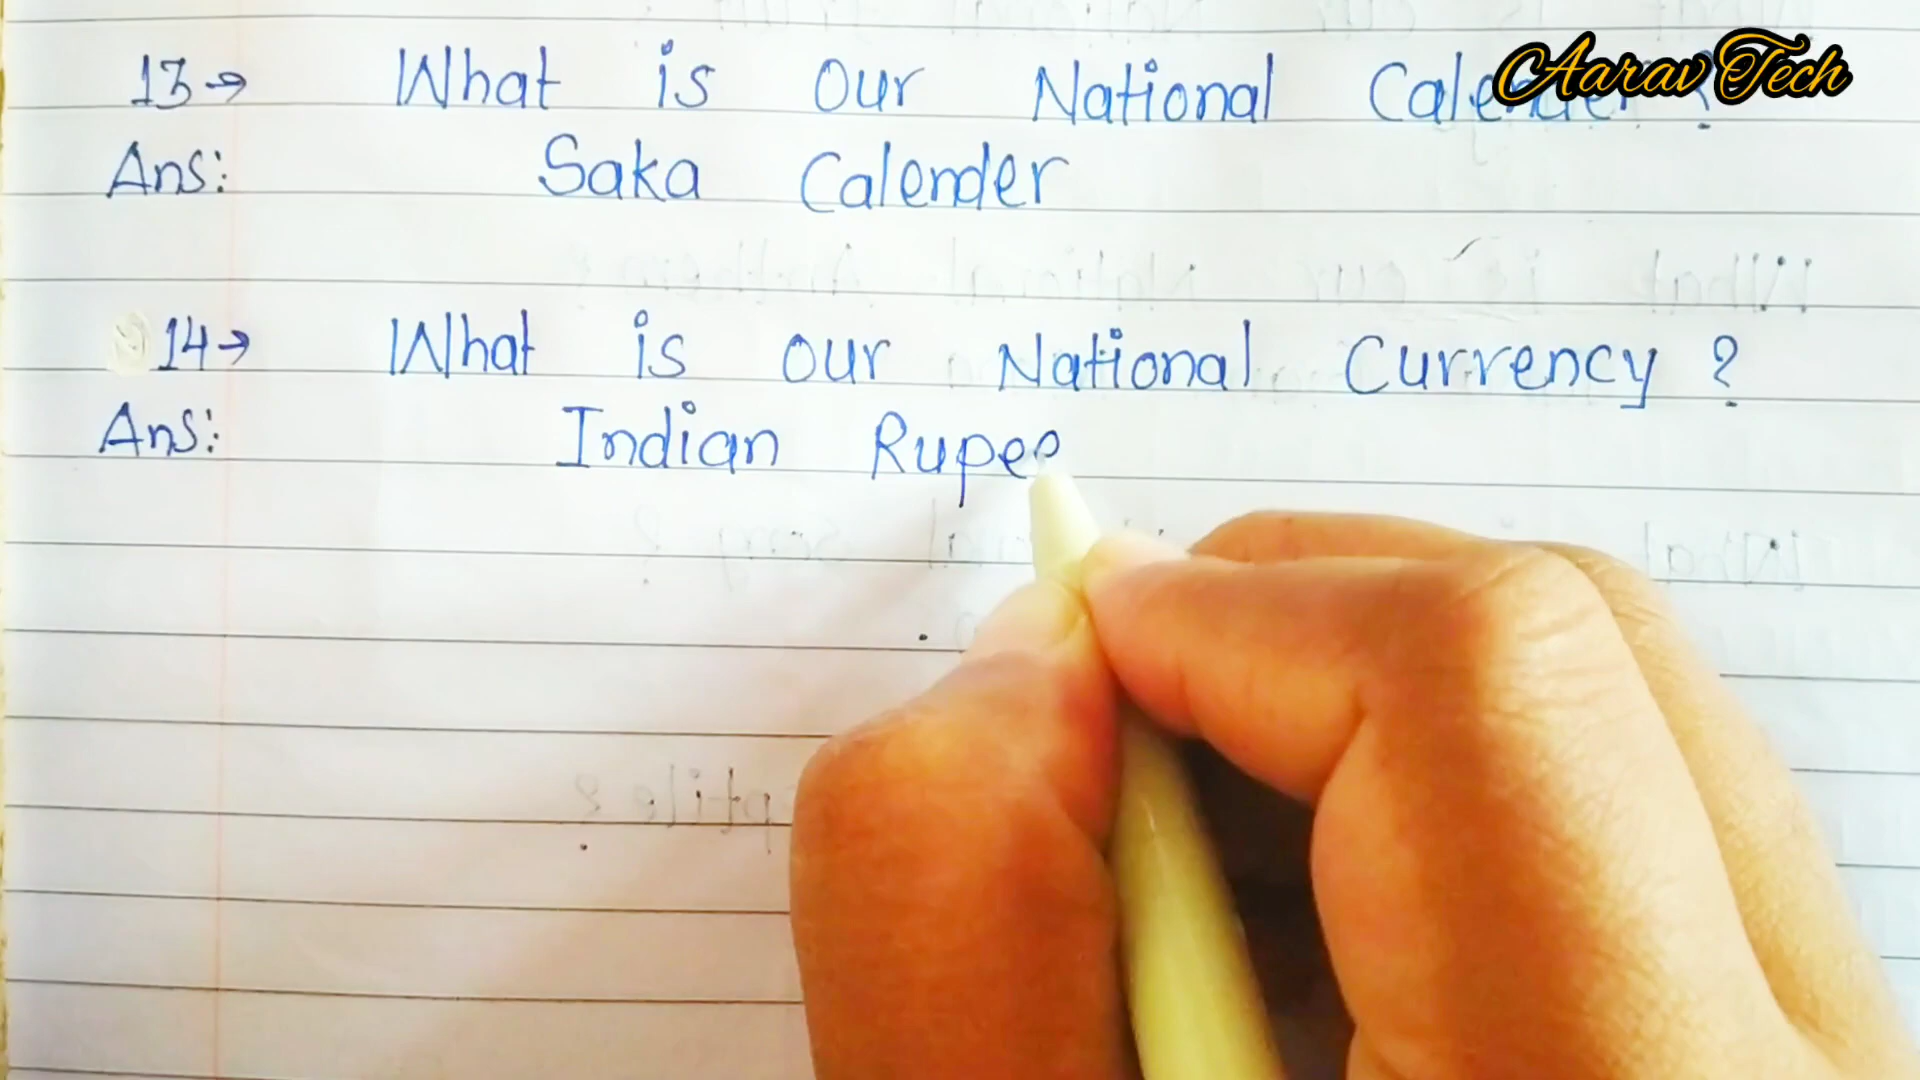 Aarav Tech
13→ What is our National Calender?
Ans: Saka Calender
14→ What is our National Currency?
Ans: Indian Rupee